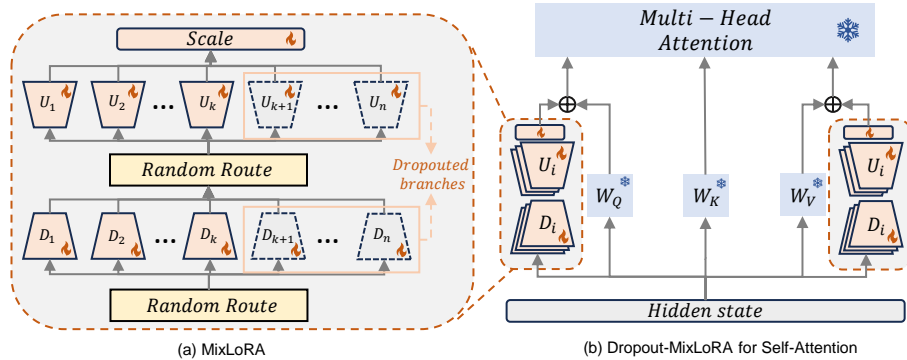 Scale
U1 U2 ... Uk Uk+1 ... Un
Random Route
Dropouted
branches
D1 D2 ... Dk Dk+1 ... Dn
Random Route
(a) MixLoRA
Multi − Head
Attention
Ui Ui
WQ WK WV
Di Di
Hidden state
(b) Dropout-MixLoRA for Self-Attention